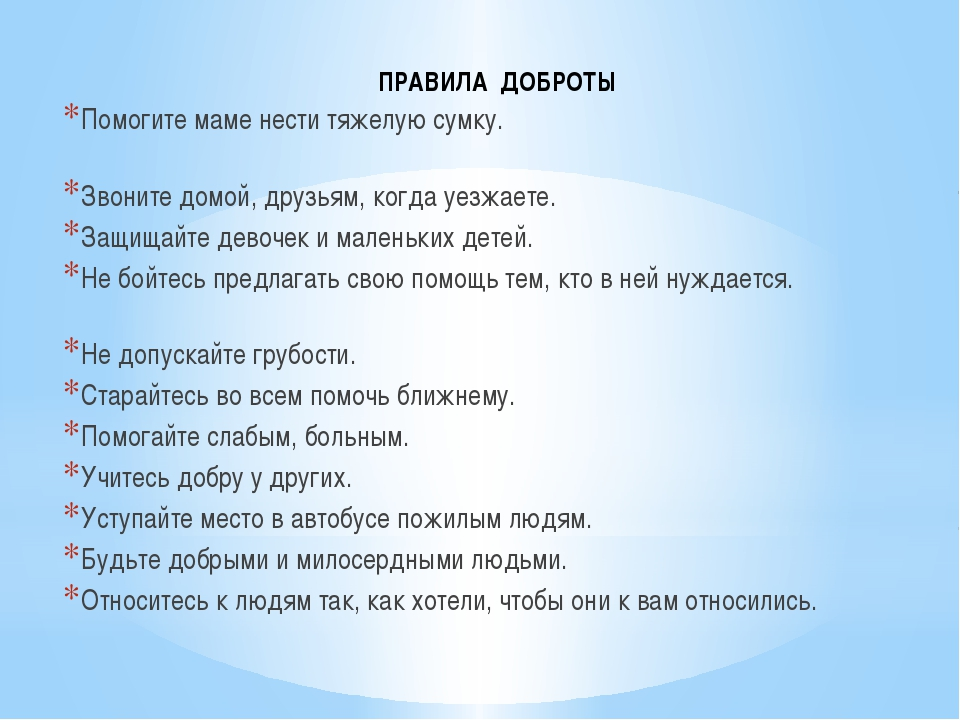 ПРАВИЛА ДОБРОТЫ
*Помогите маме нести тяжелую сумку.
*Звоните домой, друзьям, когда уезжаете.
*Защищайте девочек и маленьких детей.
*Не бойтесь предлагать свою помощь тем, кто в ней нуждается.
*Не допускайте грубости.
*Старайтесь во всем помочь ближнему.
*Помогайте слабым, больным.
*Учитесь добру у других.
*Уступайте место в автобусе пожилым людям.
*Будьте добрыми и милосердными людьми.
*Относитесь к людям так, как хотели, чтобы они к вам относились.